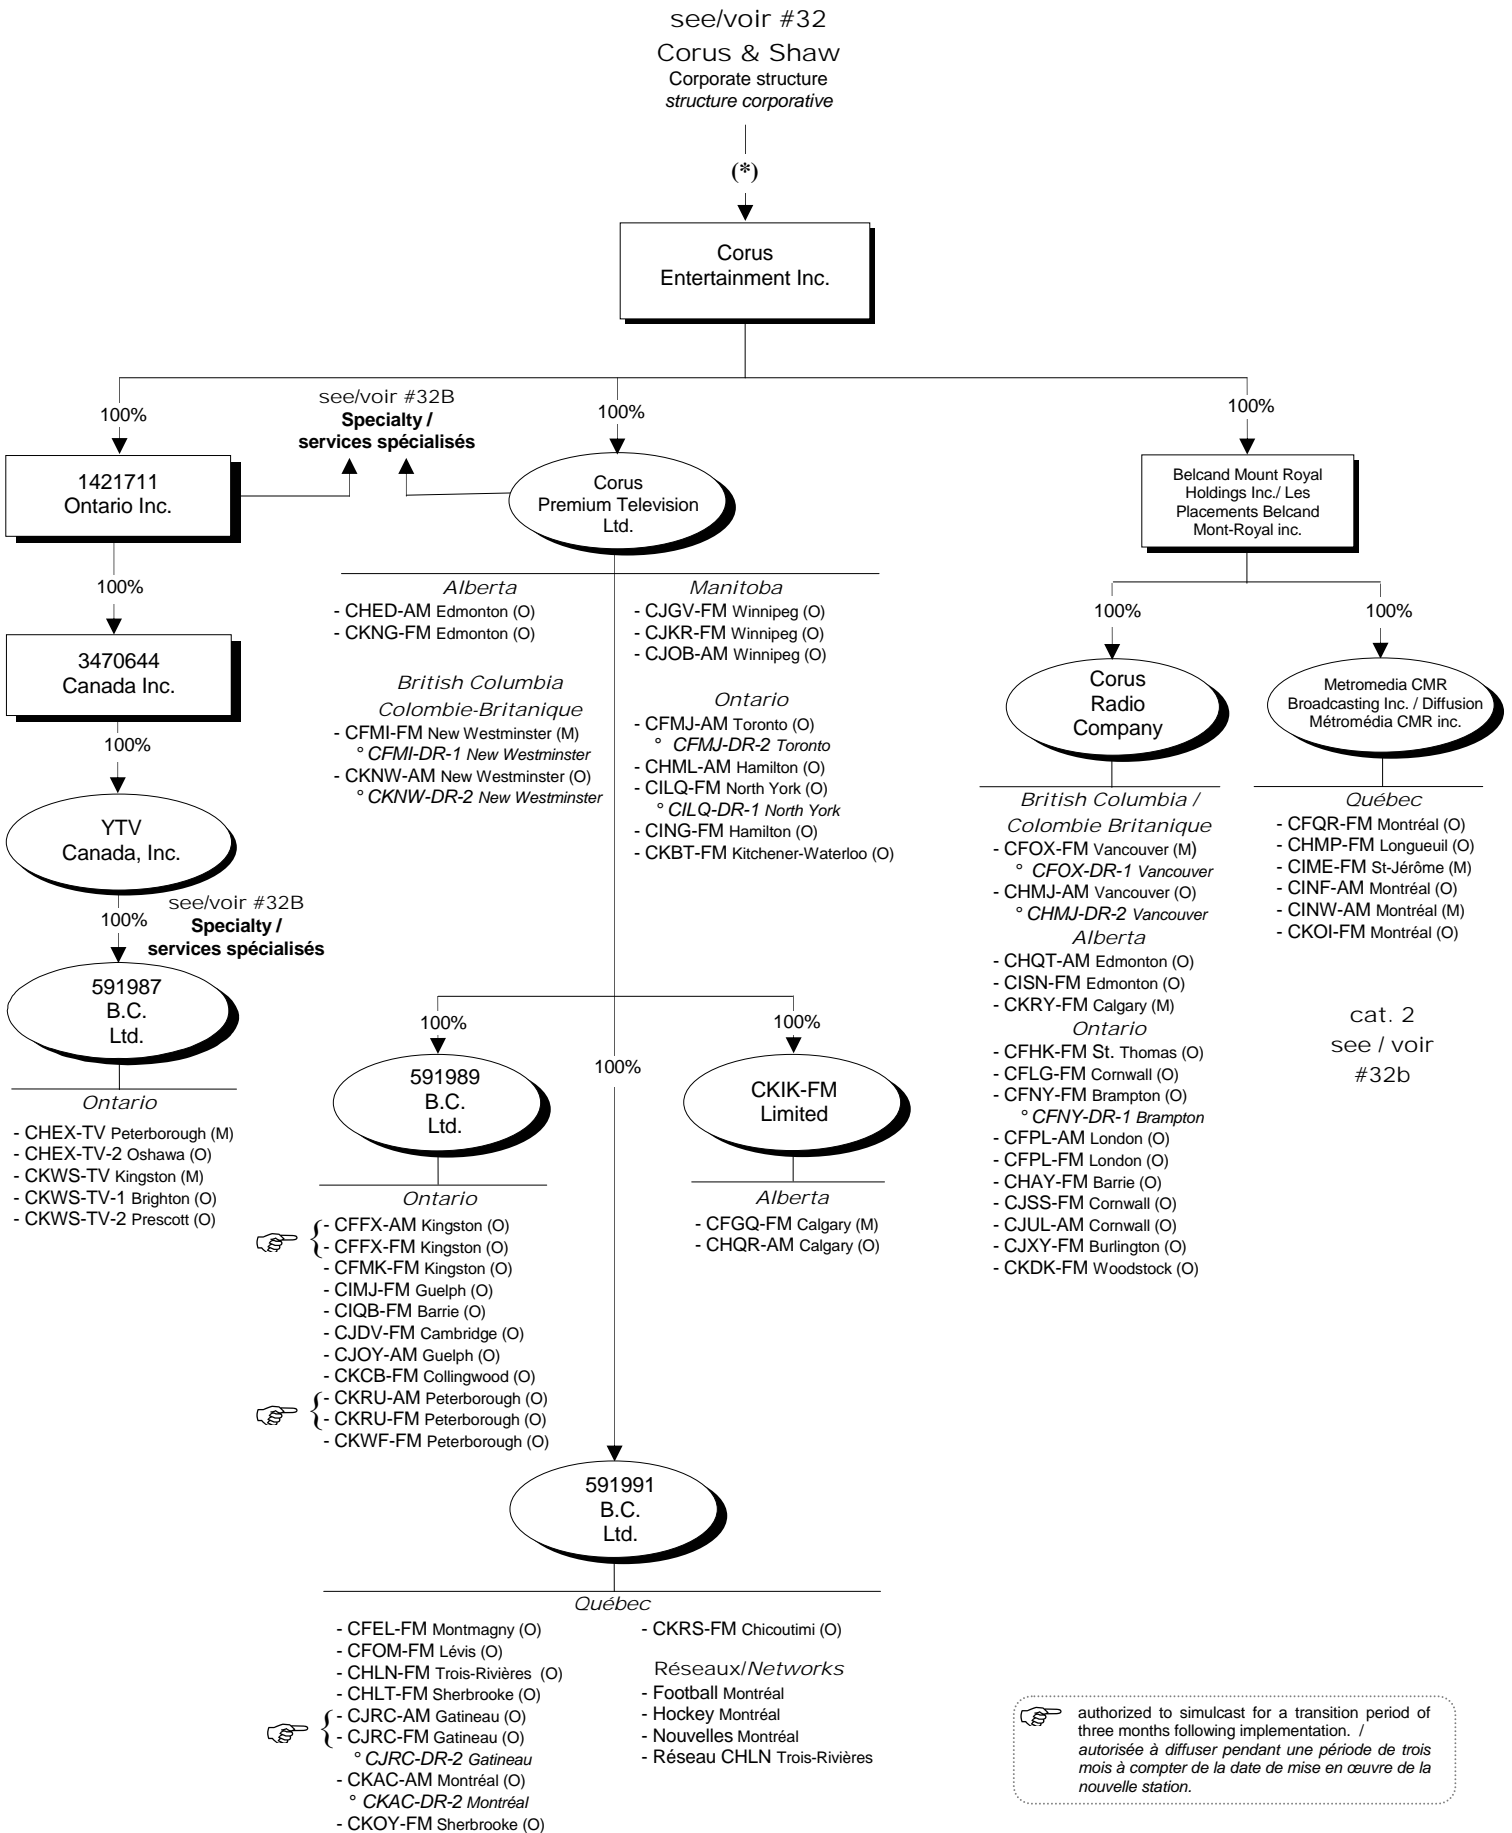 see/voir #32
Corus & Shaw
Corporate structure
structure corporative
(*)
Corus
Entertainment Inc.
100%
see/voir #32B
Specialty /
services spécialisés
100%
100%
1421711
Ontario Inc.
Corus
Premium Television
Ltd.
Belcand Mount Royal
Holdings Inc./ Les
Placements Belcand
Mont-Royal inc.
100%
3470644
Canada Inc.
100%
YTV
Canada, Inc.
100%
see/voir #32B
Specialty /
services spécialisés
591987
B.C.
Ltd.
Ontario
- CHEX-TV Peterborough (M)
- CHEX-TV-2 Oshawa (O)
- CKWS-TV Kingston (M)
- CKWS-TV-1 Brighton (O)
- CKWS-TV-2 Prescott (O)
Alberta
- CHED-AM Edmonton (O)
- CKNG-FM Edmonton (O)
British Columbia
Colombie-Britanique
- CFMI-FM New Westminster (M)
° CFMI-DR-1 New Westminster
- CKNW-AM New Westminster (O)
° CKNW-DR-2 New Westminster
Manitoba
- CJGV-FM Winnipeg (O)
- CJKR-FM Winnipeg (O)
- CJOB-AM Winnipeg (O)
Ontario
- CFMJ-AM Toronto (O)
° CFMJ-DR-2 Toronto
- CHML-AM Hamilton (O)
- CILQ-FM North York (O)
° CILQ-DR-1 North York
- CING-FM Hamilton (O)
- CKBT-FM Kitchener-Waterloo (O)
100%
100%
100%
591989
B.C.
Ltd.
CKIK-FM
Limited
Ontario
- CFFX-AM Kingston (O)
- CFFX-FM Kingston (O)
- CFMK-FM Kingston (O)
- CIMJ-FM Guelph (O)
- CIQB-FM Barrie (O)
- CJDV-FM Cambridge (O)
- CJOY-AM Guelph (O)
- CKCB-FM Collingwood (O)
- CKRU-AM Peterborough (O)
- CKRU-FM Peterborough (O)
- CKWF-FM Peterborough (O)
Alberta
- CFGQ-FM Calgary (M)
- CHQR-AM Calgary (O)
591991
B.C.
Ltd.
Québec
- CFEL-FM Montmagny (O)
- CFOM-FM Lévis (O)
- CHLN-FM Trois-Rivières (O)
- CHLT-FM Sherbrooke (O)
- CJRC-AM Gatineau (O)
- CJRC-FM Gatineau (O)
° CJRC-DR-2 Gatineau
- CKAC-AM Montréal (O)
° CKAC-DR-2 Montréal
- CKOY-FM Sherbrooke (O)
- CKRS-FM Chicoutimi (O)
Réseaux/Networks
- Football Montréal
- Hockey Montréal
- Nouvelles Montréal
- Réseau CHLN Trois-Rivières
100%
100%
Corus
Radio
Company
Metromedia CMR
Broadcasting Inc. / Diffusion
Métromédia CMR inc.
British Columbia /
Colombie Britanique
- CFOX-FM Vancouver (M)
° CFOX-DR-1 Vancouver
- CHMJ-AM Vancouver (O)
° CHMJ-DR-2 Vancouver
Alberta
- CHQT-AM Edmonton (O)
- CISN-FM Edmonton (O)
- CKRY-FM Calgary (M)
Ontario
- CFHK-FM St. Thomas (O)
- CFLG-FM Cornwall (O)
- CFNY-FM Brampton (O)
° CFNY-DR-1 Brampton
- CFPL-AM London (O)
- CFPL-FM London (O)
- CHAY-FM Barrie (O)
- CJSS-FM Cornwall (O)
- CJUL-AM Cornwall (O)
- CJXY-FM Burlington (O)
- CKDK-FM Woodstock (O)
Québec
- CFQR-FM Montréal (O)
- CHMP-FM Longueuil (O)
- CIME-FM St-Jérôme (M)
- CINF-AM Montréal (O)
- CINW-AM Montréal (M)
- CKOI-FM Montréal (O)
cat. 2
see / voir
#32b
authorized to simulcast for a transition period of
three months following implementation. /
autorisée à diffuser pendant une période de trois
mois à compter de la date de mise en œuvre de la
nouvelle station.